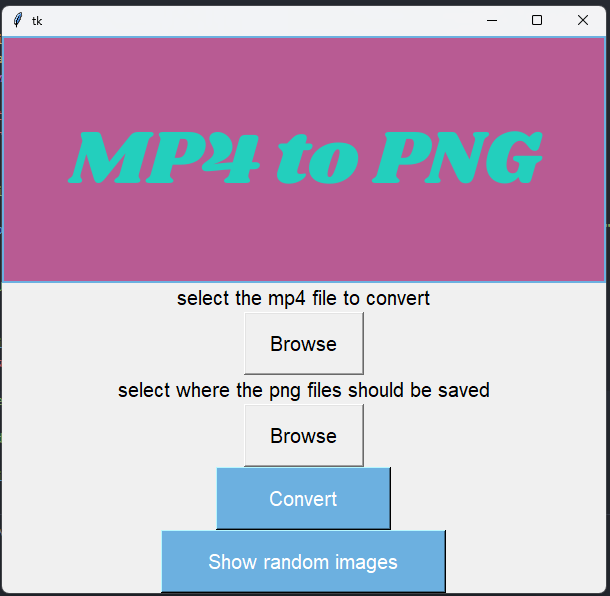 tk
MP4 to PNG
select the mp4 file to convert
Browse
select where the png files should be saved
Browse
Convert
Show random images